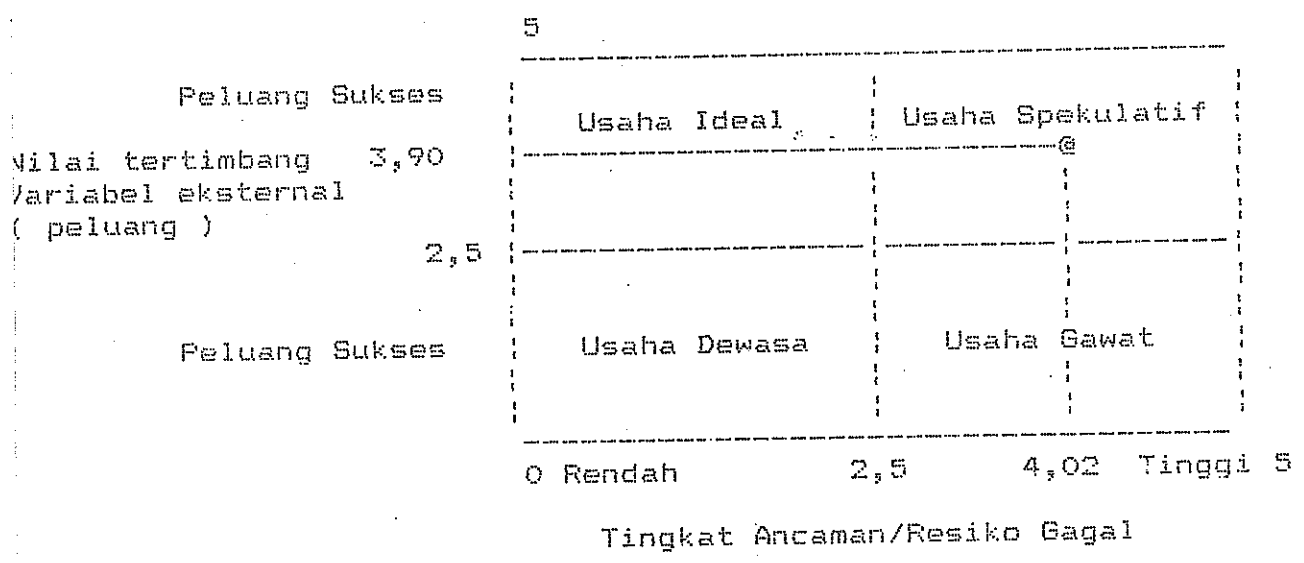 5
Peluang Sukses
Usaha Ideal Usaha Spekulatif
Nilai tertimbang 3,90 @
Variabel eksternal
( peluang )
2,5
Peluang Sukses Usaha Dewasa Usaha Gawat
0 Rendah 2,5 4,02 Tinggi 5
Tingkat Ancaman/Resiko Gagal